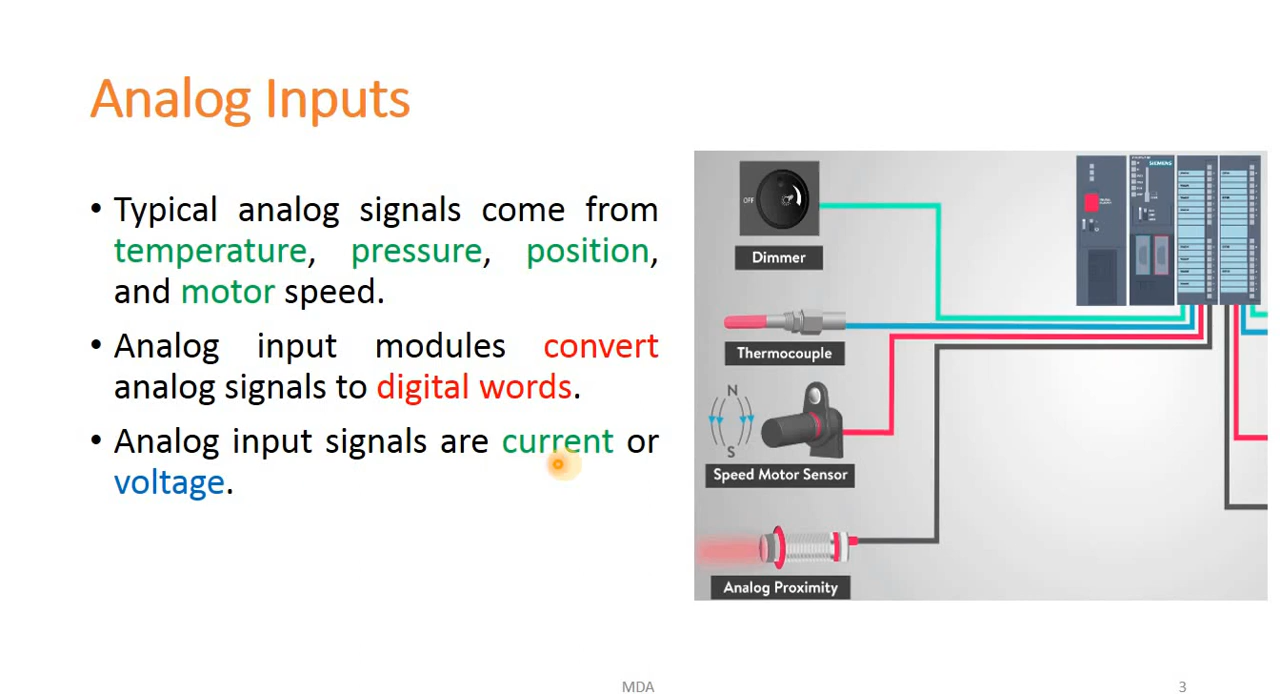 Analog Inputs
• Typical analog signals come from
temperature, pressure, position,
and motor speed.
• Analog input modules convert
analog signals to digital words.
• Analog input signals are current or
voltage.
OFF
Dimmer
Thermocouple
N
S
Speed Motor Sensor
Analog Proximity
SIEMENS
MDA
3